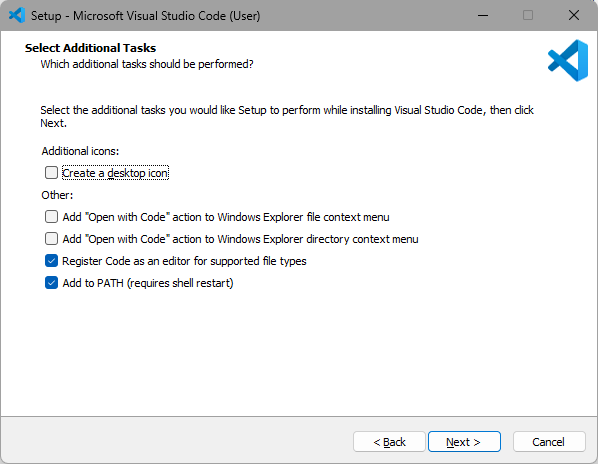 Setup - Microsoft Visual Studio Code (User)
Select Additional Tasks
Which additional tasks should be performed?
Select the additional tasks you would like Setup to perform while installing Visual Studio Code, then click
Next.
Additional icons:
Create a desktop icon
Other:
Add "Open with Code" action to Windows Explorer file context menu
Add "Open with Code" action to Windows Explorer directory context menu
Register Code as an editor for supported file types
Add to PATH (requires shell restart)
< Back Next > Cancel